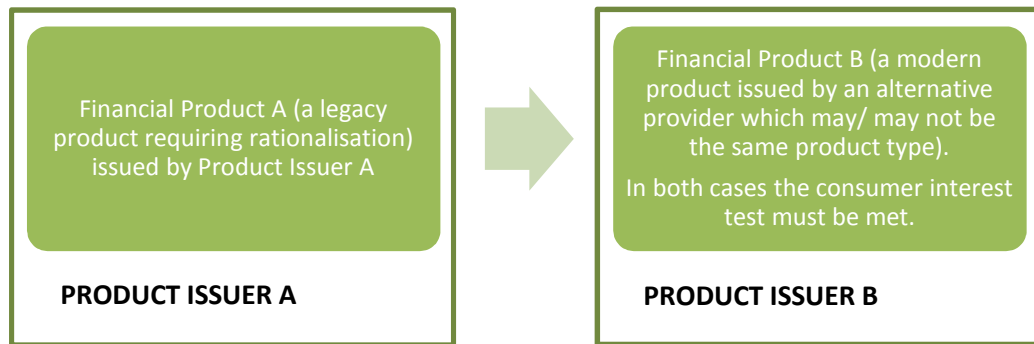 Financial Product A (a legacy
product requiring rationalisation)
issued by Product Issuer A
PRODUCT ISSUER A
Financial Product B (a modern
product issued by an alternative
provider which may/ may not be
the same product type).
In both cases the consumer interest
test must be met.
PRODUCT ISSUER B